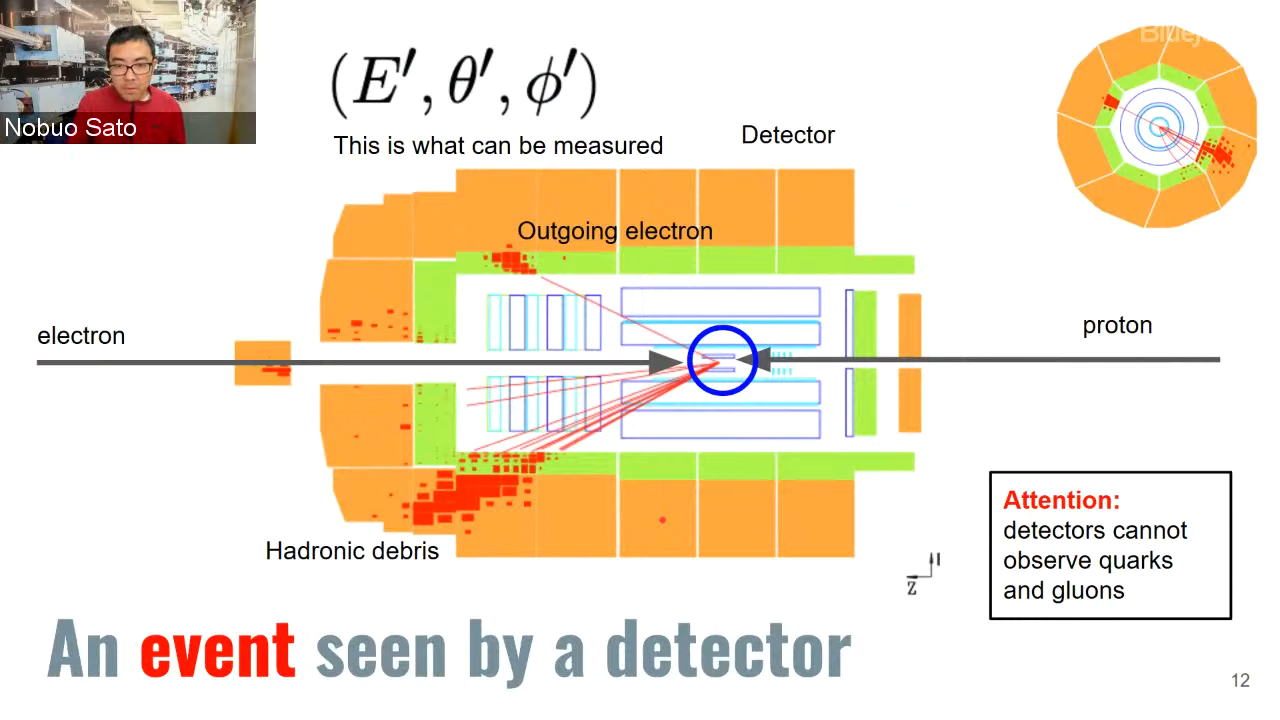 Nobuo Sato
(E′, θ′, ϕ′)
This is what can be measured
Detector
Outgoing electron
electron
proton
Hadronic debris
Attention:
detectors cannot
observe quarks
and gluons
Z
An event seen by a detector
12